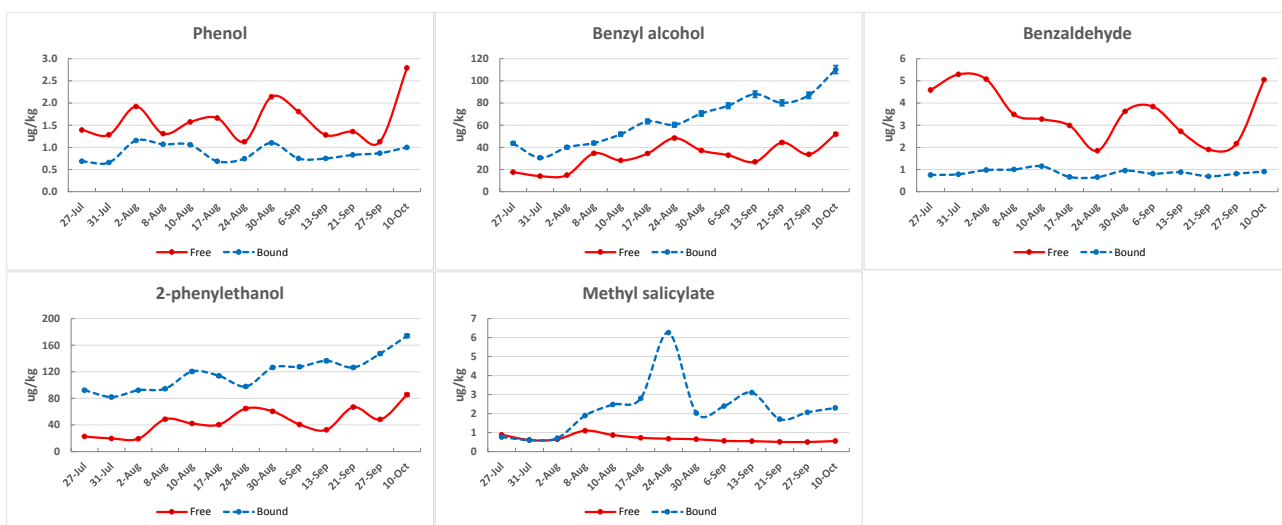 Phenol
ug/kg
3.0
2.5
2.0
1.5
1.0
0.5
0.0
27-Jul 31-Jul 2-Aug 8-Aug 10-Aug 17-Aug 24-Aug 30-Aug 6-Sep 13-Sep 21-Sep 27-Sep 10-Oct
Free Bound
Benzyl alcohol
ug/kg
120
100
80
60
40
20
0
27-Jul 31-Jul 2-Aug 8-Aug 10-Aug 17-Aug 24-Aug 30-Aug 6-Sep 13-Sep 21-Sep 27-Sep 10-Oct
Free Bound
Benzaldehyde
ug/kg
6
5
4
3
2
1
0
27-Jul 31-Jul 2-Aug 8-Aug 10-Aug 17-Aug 24-Aug 30-Aug 6-Sep 13-Sep 21-Sep 27-Sep 10-Oct
Free Bound
2-phenylethanol
ug/kg
200
160
120
80
40
0
27-Jul 31-Jul 2-Aug 8-Aug 10-Aug 17-Aug 24-Aug 30-Aug 6-Sep 13-Sep 21-Sep 27-Sep 10-Oct
Free Bound
Methyl salicylate
ug/kg
7
6
5
4
3
2
1
0
27-Jul 31-Jul 2-Aug 8-Aug 10-Aug 17-Aug 24-Aug 30-Aug 6-Sep 13-Sep 21-Sep 27-Sep 10-Oct
Free Bound